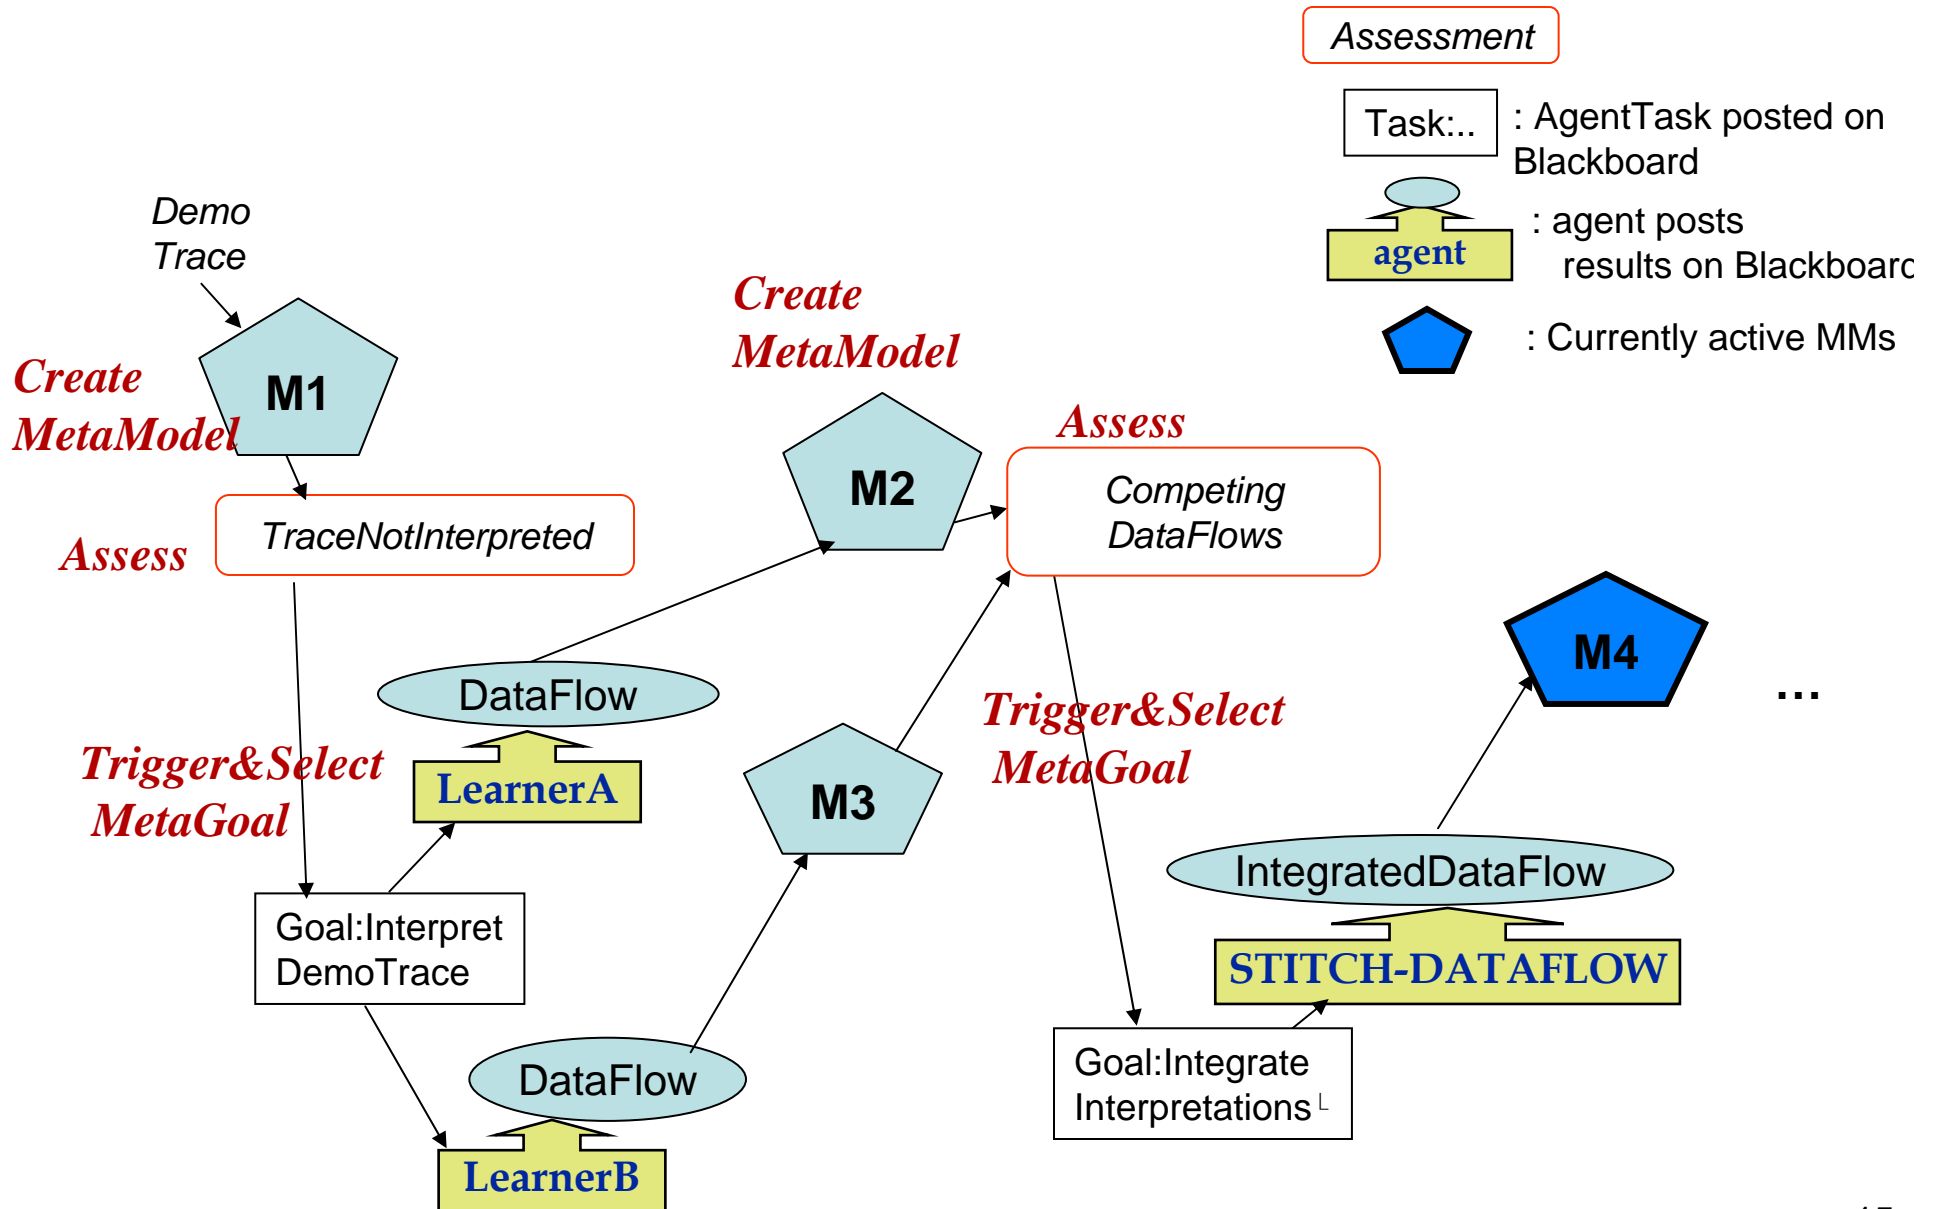 Assessment
Task:..
: AgentTask posted on
Blackboard
agent
: agent posts
results on Blackboard
: Currently active MMs
Demo
Trace
Create
MetaModel
M1
Assess
TraceNotInterpreted
Trigger&Select
MetaGoal
Goal:Interpret
DemoTrace
LearnerA
DataFlow
LearnerB
DataFlow
Create
MetaModel
M2
M3
Assess
Competing
DataFlows
Trigger&Select
MetaGoal
Goal:Integrate
Interpretations
STITCH-DATAFLOW
IntegratedDataFlow
M4
...